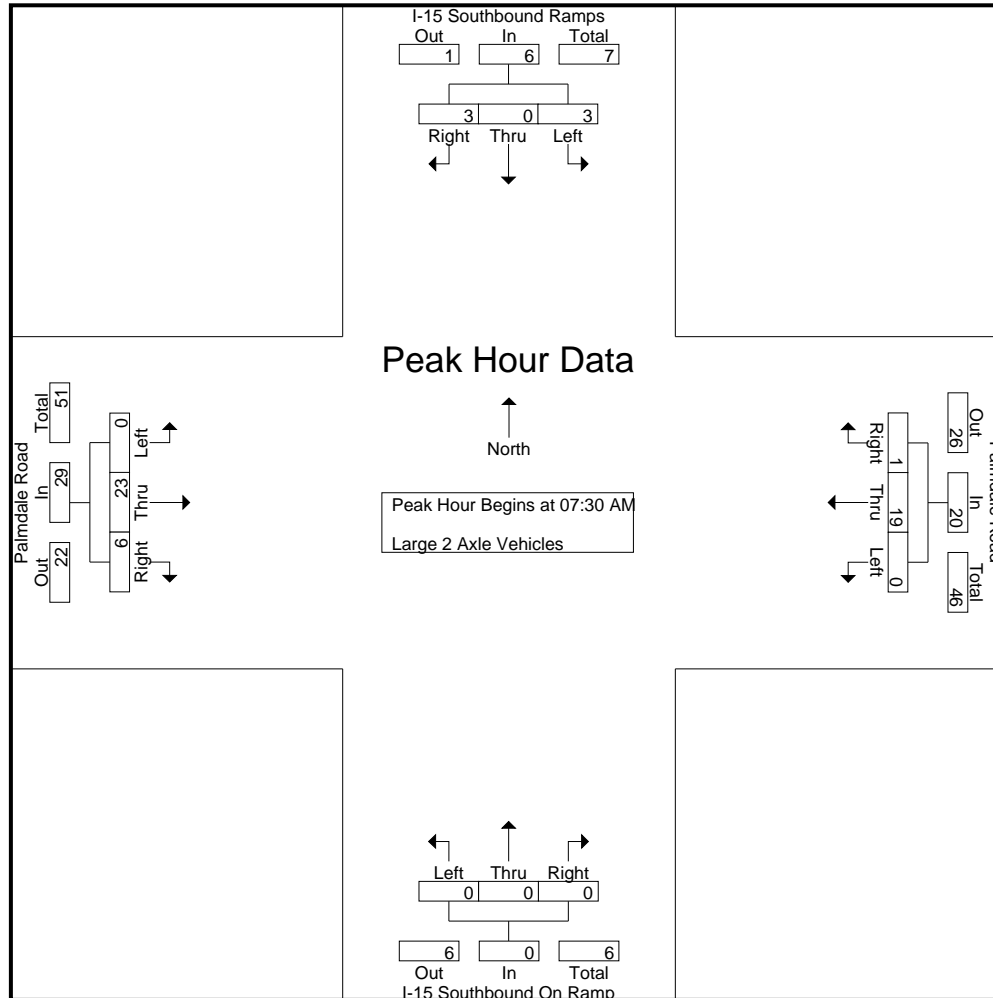 I-15 Southbound Ramps
Out In Total
1 6 7
3 0 3
Right Thru Left
Peak Hour Data
North
Peak Hour Begins at 07:30 AM
Large 2 Axle Vehicles
Palmdale Road
Out In Total
22 29 51
6 23 0
Right Thru Left
Out In Total
26 20 46
1 19 0
Right Thru Left
Left Thru Right
0 0 0
6 0 6
Out In Total
I-15 Southbound On Ramp